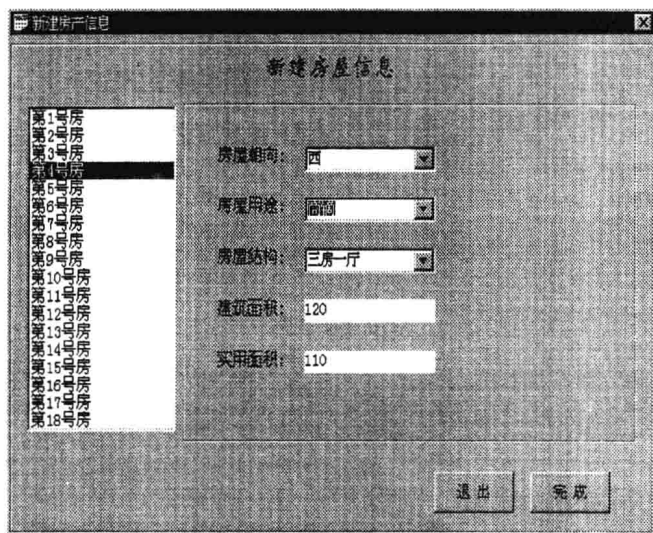 新建房产信息
新建房屋信息
第1号房
第2号房
第3号房
第4号房
第5号房
第6号房
第7号房
第8号房
第9号房
第10号房
第11号房
第12号房
第13号房
第14号房
第15号房
第16号房
第17号房
第18号房
房屋朝向： 西
房屋用途：
房屋结构： 三房一厅
建筑面积： 120
实用面积： 110
退出 完成